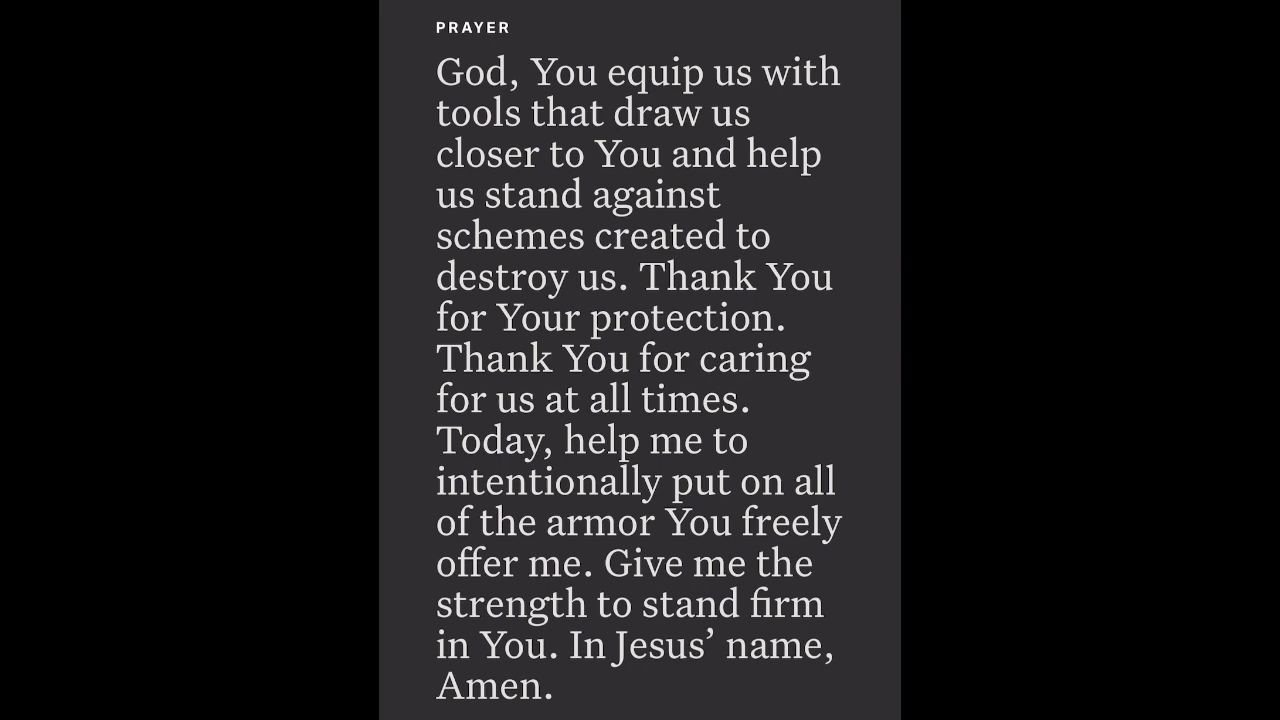 PRAYER
God, You equip us with
tools that draw us
closer to You and help
us stand against
schemes created to
destroy us. Thank You
for Your protection.
Thank You for caring
for us at all times.
Today, help me to
intentionally put on all
of the armor You freely
offer me. Give me the
strength to stand firm
in You. In Jesus’ name,
Amen.